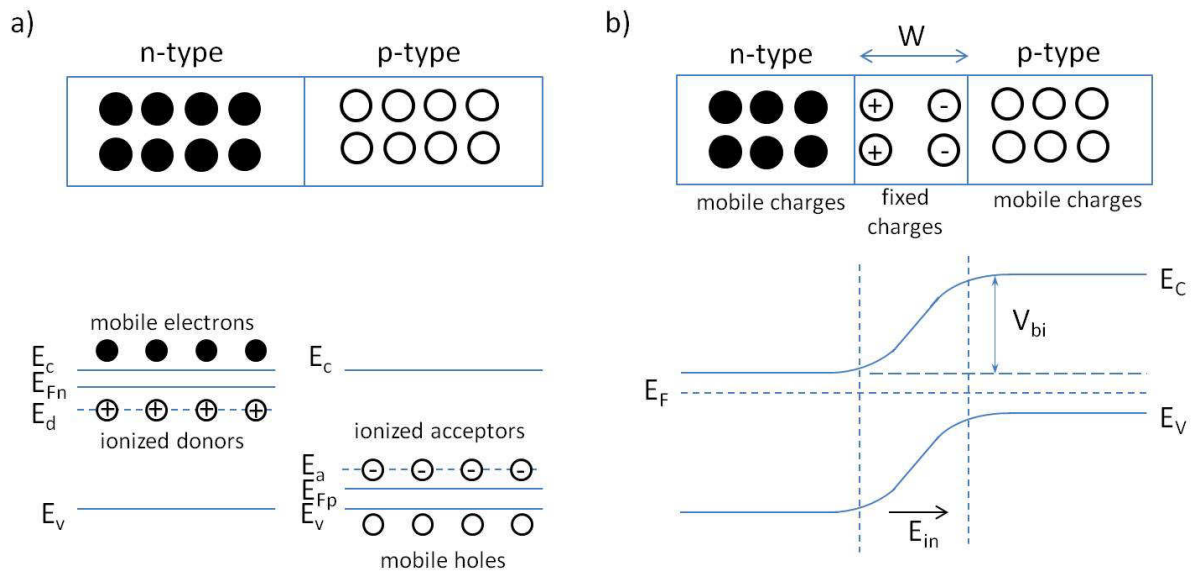 a)
n-type
p-type
mobile electrons
E_c
E_Fn
E_d
+ + + +
ionized donors
E_v
E_c
ionized acceptors
E_a
- - - -
E_Fp
E_v
mobile holes
b)
W
n-type
p-type
+ -
+ -
mobile charges
fixed
charges
mobile charges
E_C
V_bi
E_F
E_V
E_in